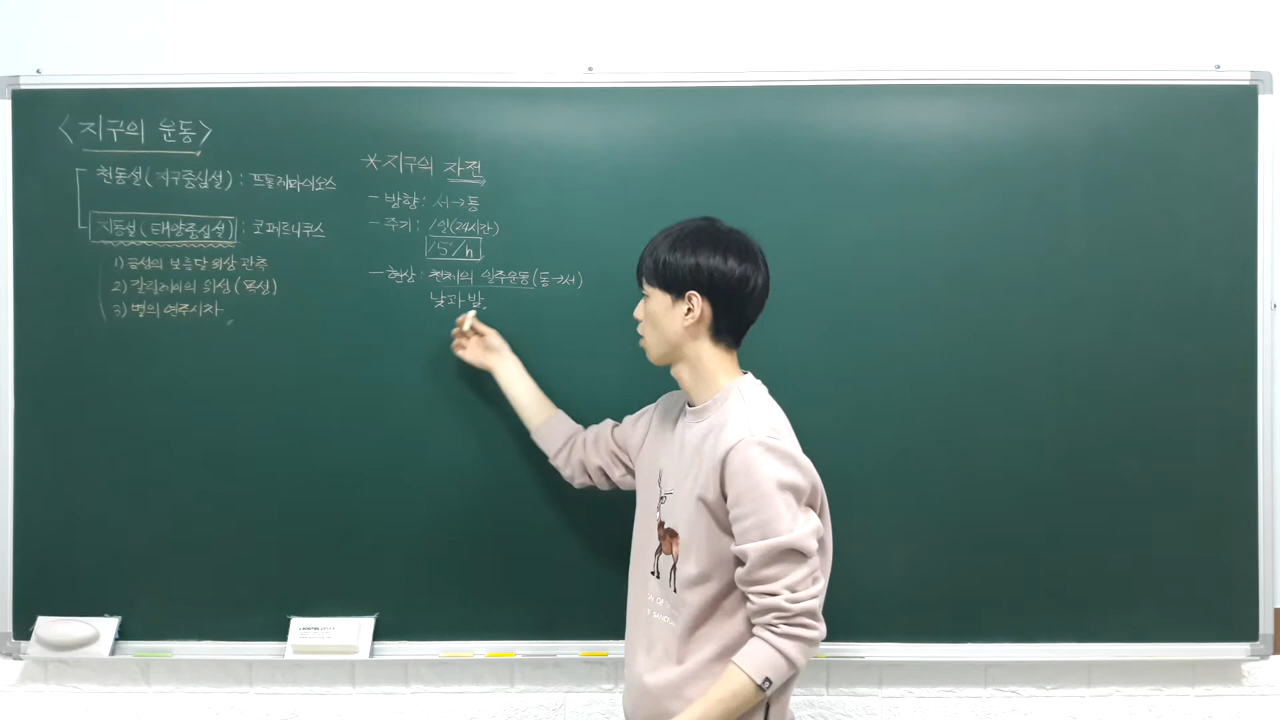 <지구의 운동>
천동설(지구중심설) : 프톨레마이오스
지동설(태양중심설) : 코페르니쿠스
1) 금성의 보름달 위상 관측
2) 갈릴레이의 위성 (목성)
3) 별의 연주시차
* 지구의 자전
- 방향 : 서→동
- 주기 : 1일(24시간)
15°/h
- 현상 : 천체의 일주운동(동→서)
낮과 밤